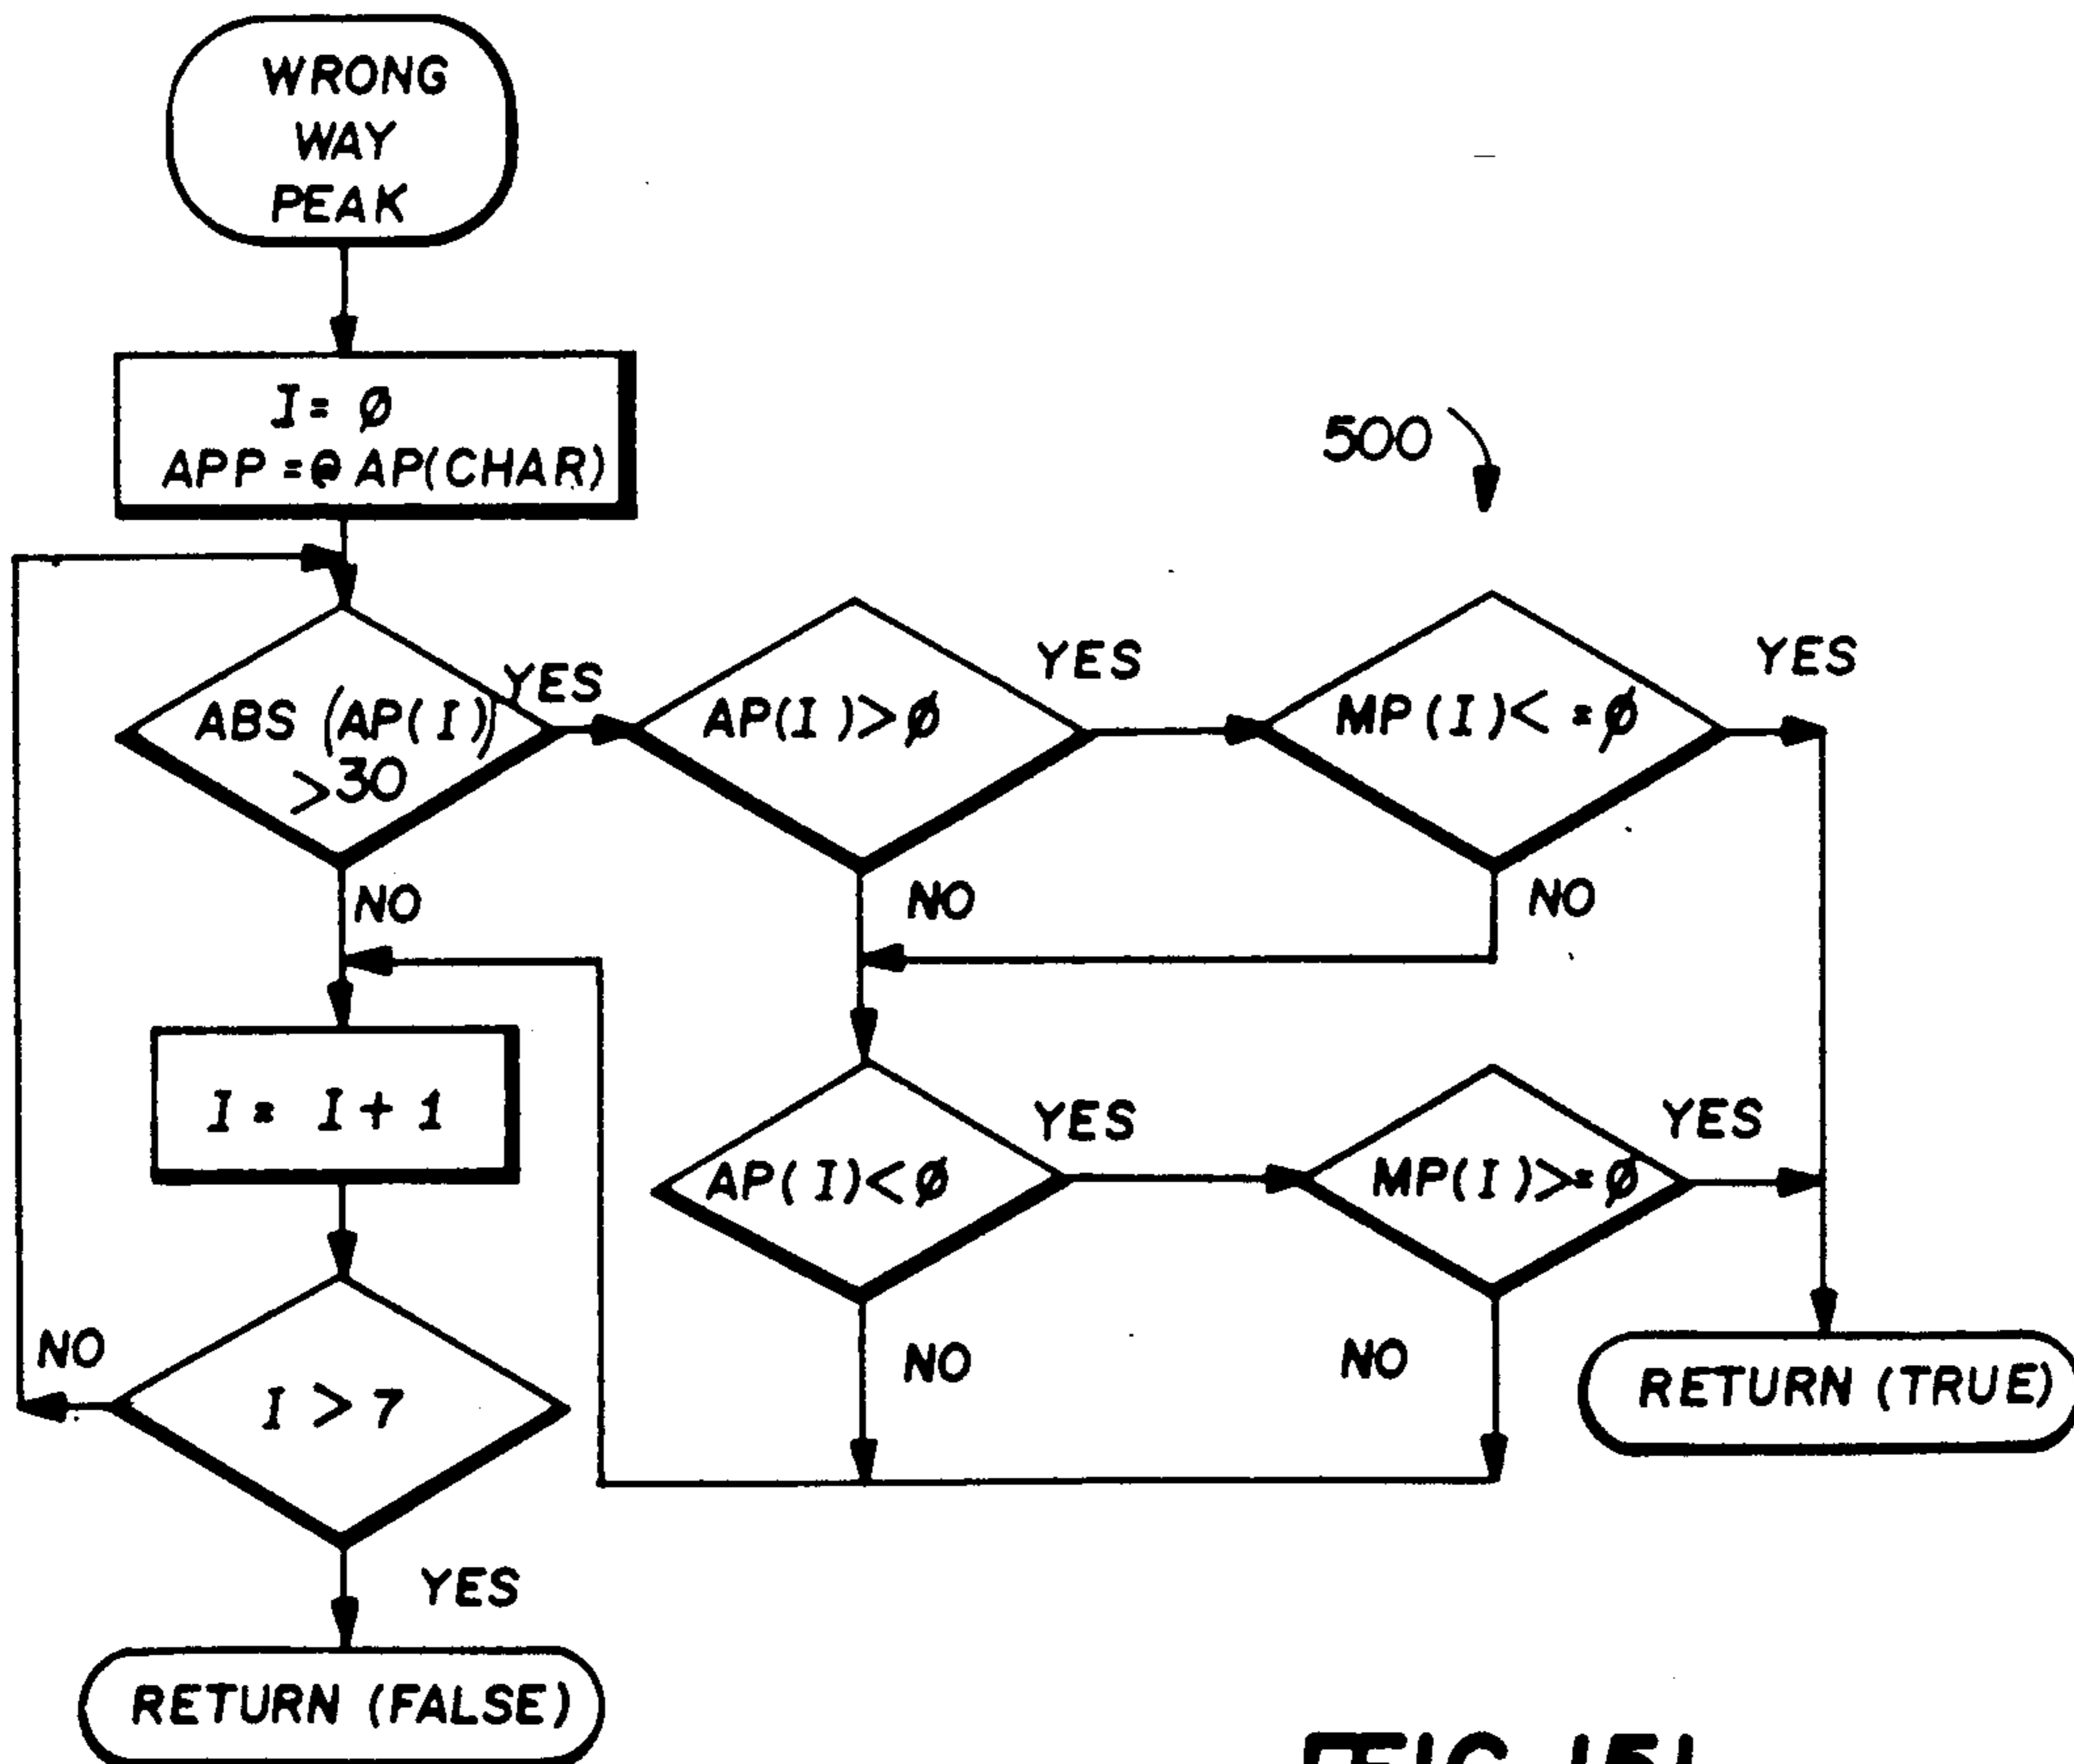 WRONG
WAY
PEAK
I= Ø
APP =@ AP(CHAR)
500
ABS (AP(I))
>30
YES
AP(I)>Ø
YES
MP(I)<=Ø
YES
NO
NO
NO
I= I+1
AP(I)<Ø
YES
MP(I)>=Ø
YES
NO
I > 7
NO
NO
RETURN (TRUE)
YES
RETURN (FALSE)